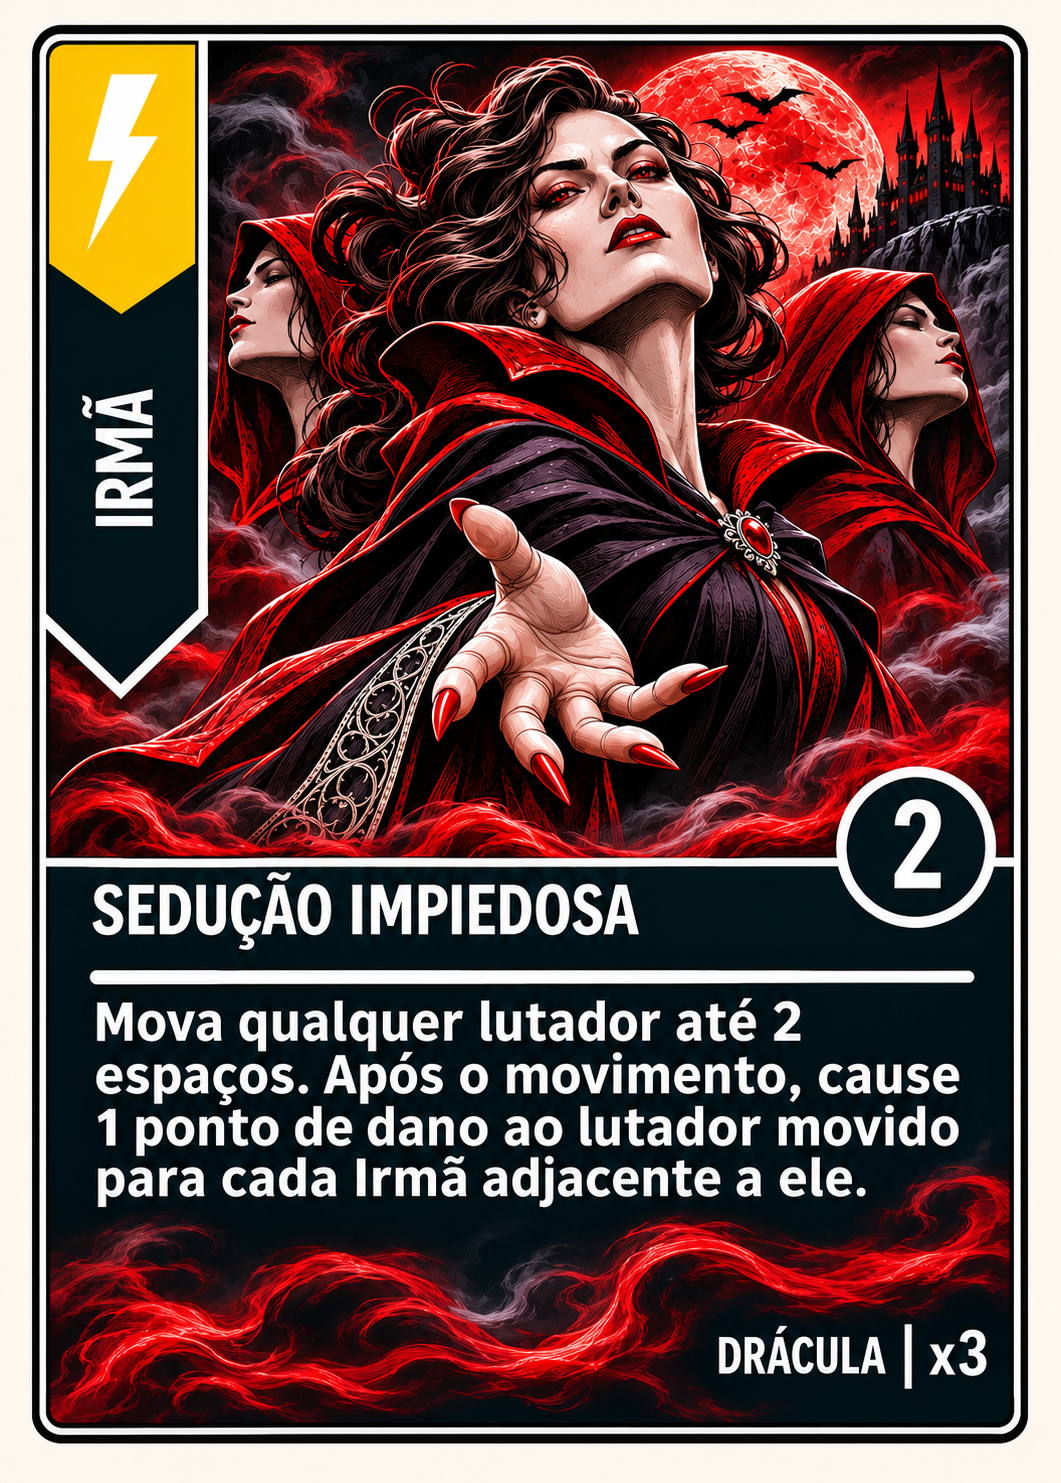 IRMÃ
2
SEDUÇÃO IMPIEDOSA
Mova qualquer lutador até 2
espaços. Após o movimento, cause
1 ponto de dano ao lutador movido
para cada Irmã adjacente a ele.
DRÁCULA | x3